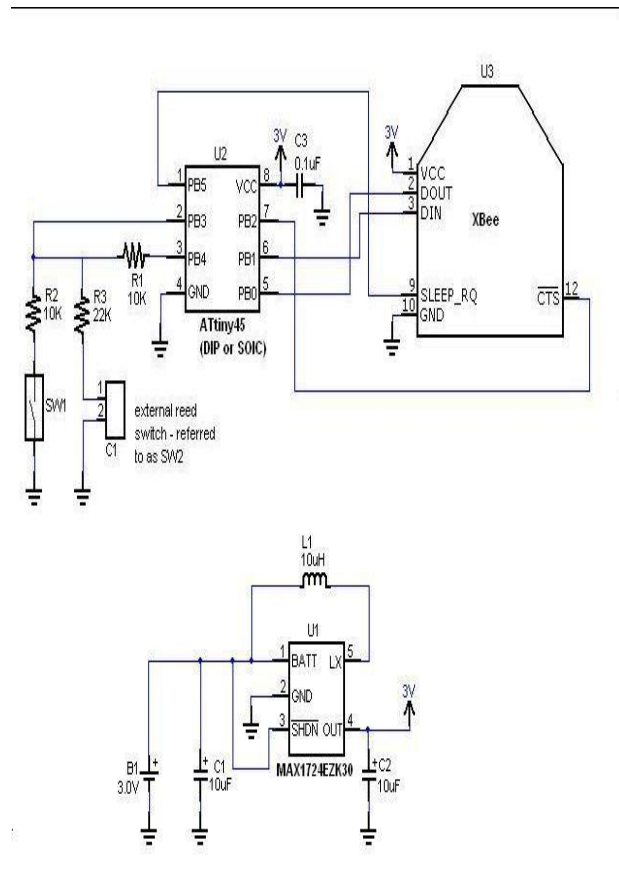 U3
U2
3V
C3
0.1uF
3V
1 PB5
VCC 8
2 PB3
PB2 7
3 PB4
PB1 6
4 GND
PB0 5
ATtiny45
(DIP or SOIC)
1 VCC
2 DOUT
3 DIN
XBee
9 SLEEP_RQ
10 GND
CTS 12
R1
10K
R2
10K
R3
22K
SW1
1
2
C1
external reed
switch - referred
to as SW2
L1
10uH
U1
1 BATT
LX 5
2 GND
3 SHDN
OUT 4
MAX1724EZK30
3V
B1
3.0V
+
C1
10uF
+
C2
10uF
+